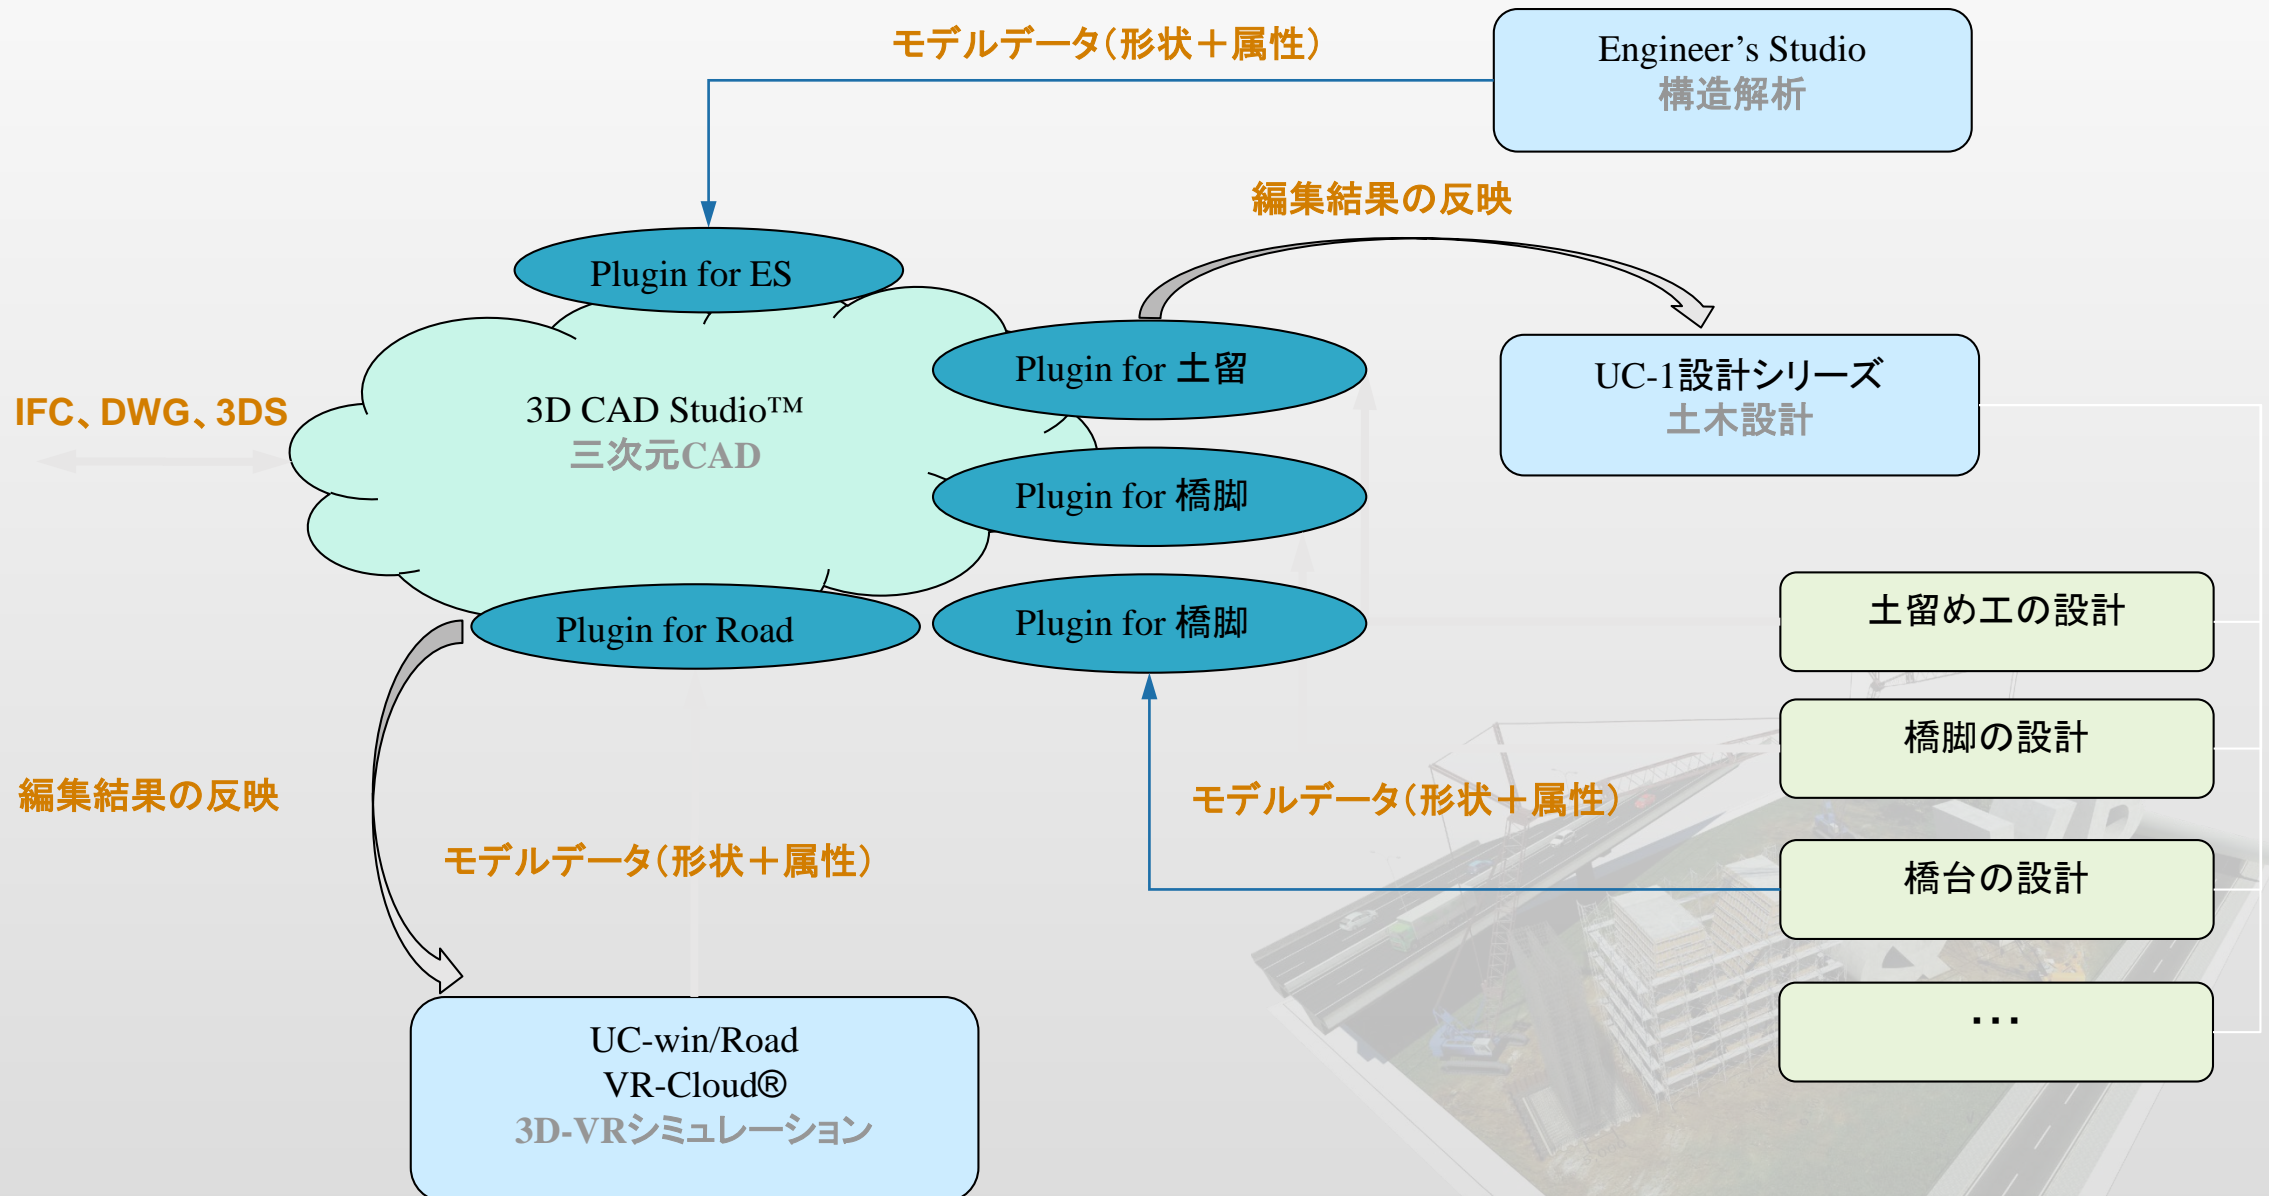 モデルデータ（形状＋属性）
Engineer’s Studio
構造解析
編集結果の反映
Plugin for ES
Plugin for 土留
UC-1設計シリーズ
土木設計
IFC、DWG、3DS
3D CAD Studio™
三次元CAD
Plugin for 橋脚
Plugin for Road
Plugin for 橋脚
土留め工の設計
橋脚の設計
編集結果の反映
モデルデータ（形状＋属性）
モデルデータ（形状＋属性）
橋台の設計
・・・
UC-win/Road
VR-Cloud®
3D-VRシミュレーション